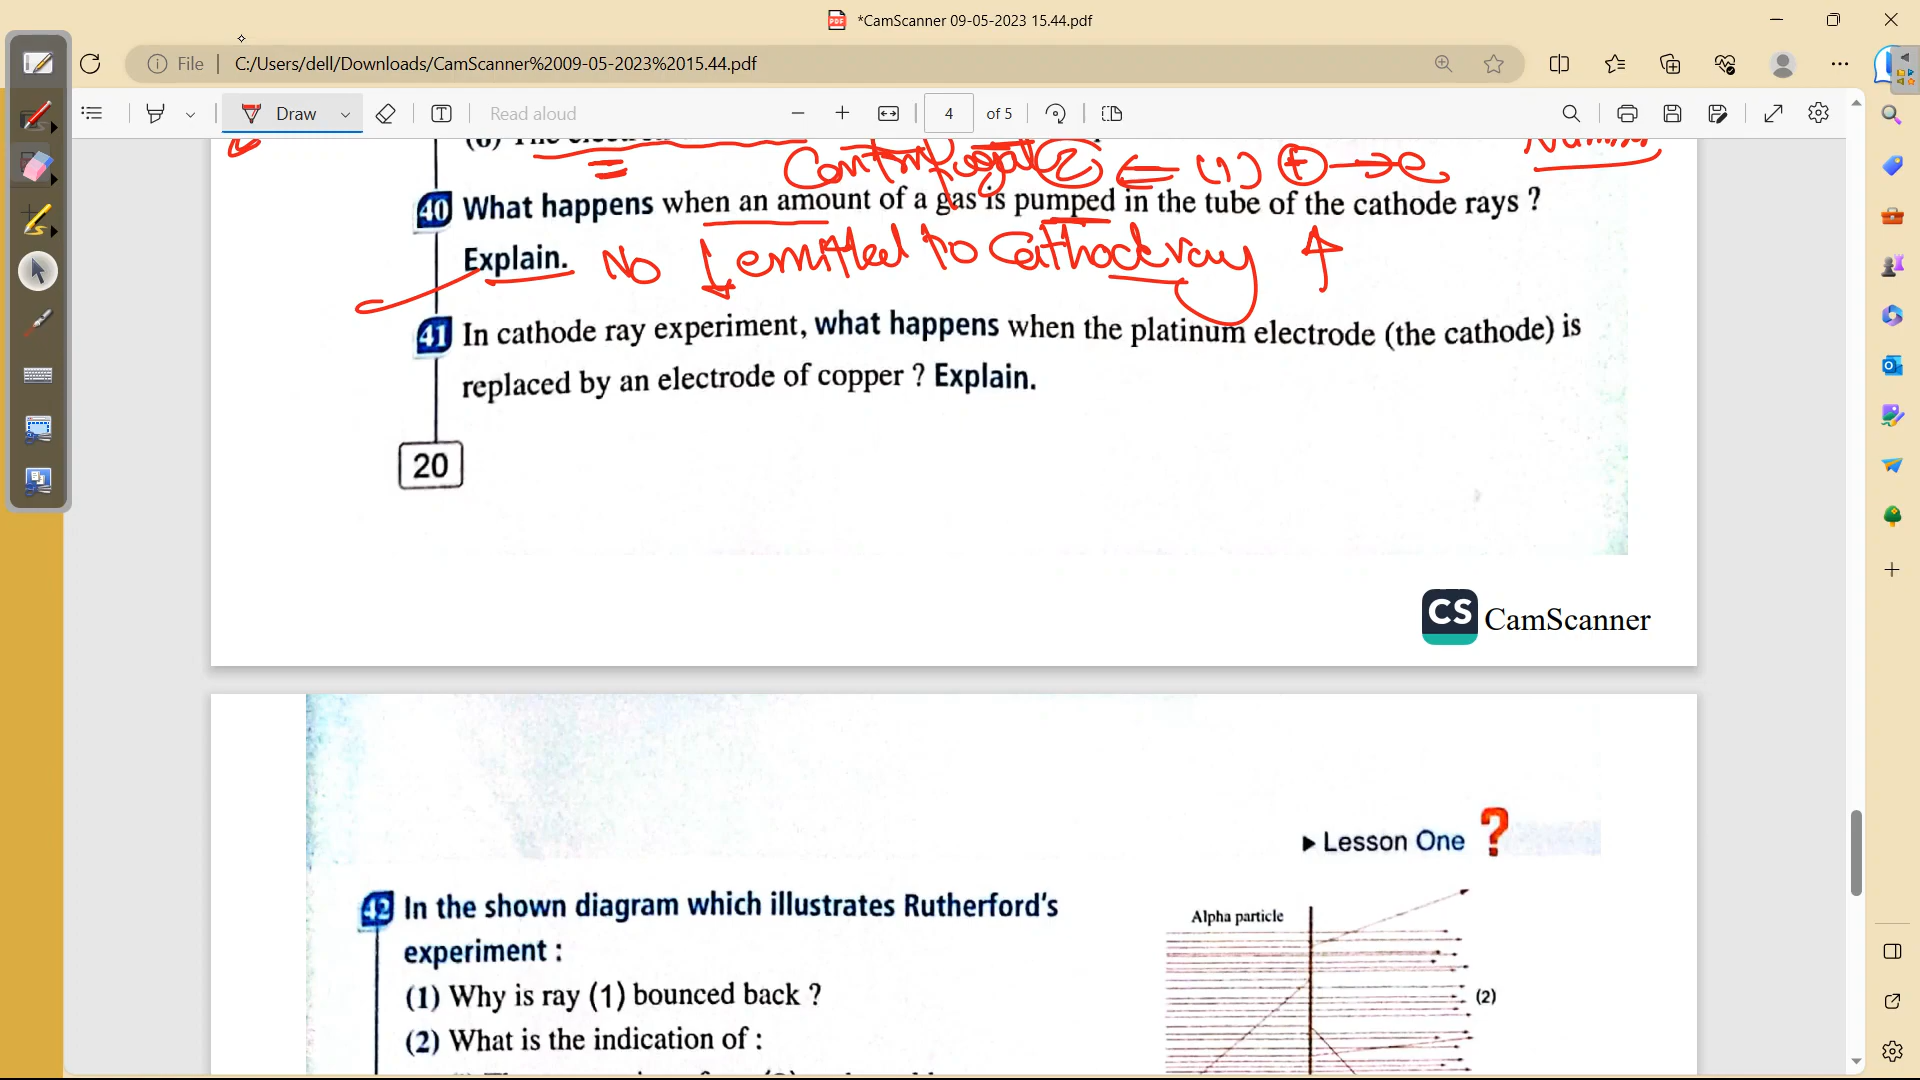 *CamScanner 09-05-2023 15.44.pdf
File
C:/Users/dell/Downloads/CamScanner%2009-05-2023%2015.44.pdf
Draw
Read aloud
4 of 5
Centrifugal (2) ⇐ (1) + → e
40 What happens when an amount of a gas is pumped in the tube of the cathode rays ?
Explain. No ↓ emitted to Cathode ray ↑
41 In cathode ray experiment, what happens when the platinum electrode (the cathode) is
replaced by an electrode of copper ? Explain.
20
CS CamScanner
Lesson One ?
42 In the shown diagram which illustrates Rutherford's
experiment :
(1) Why is ray (1) bounced back ?
(2) What is the indication of :
Alpha particle
(2)